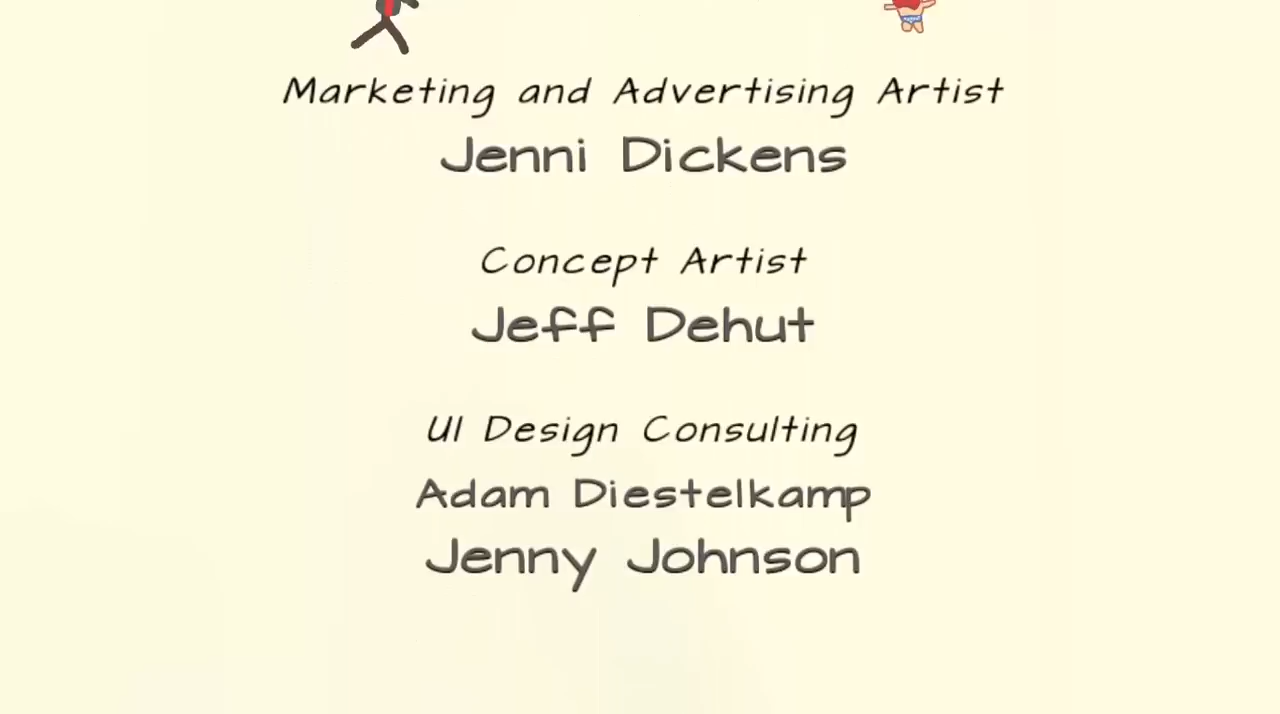 Marketing and Advertising Artist
Jenni Dickens
Concept Artist
Jeff Dehut
UI Design Consulting
Adam Diestelkamp
Jenny Johnson